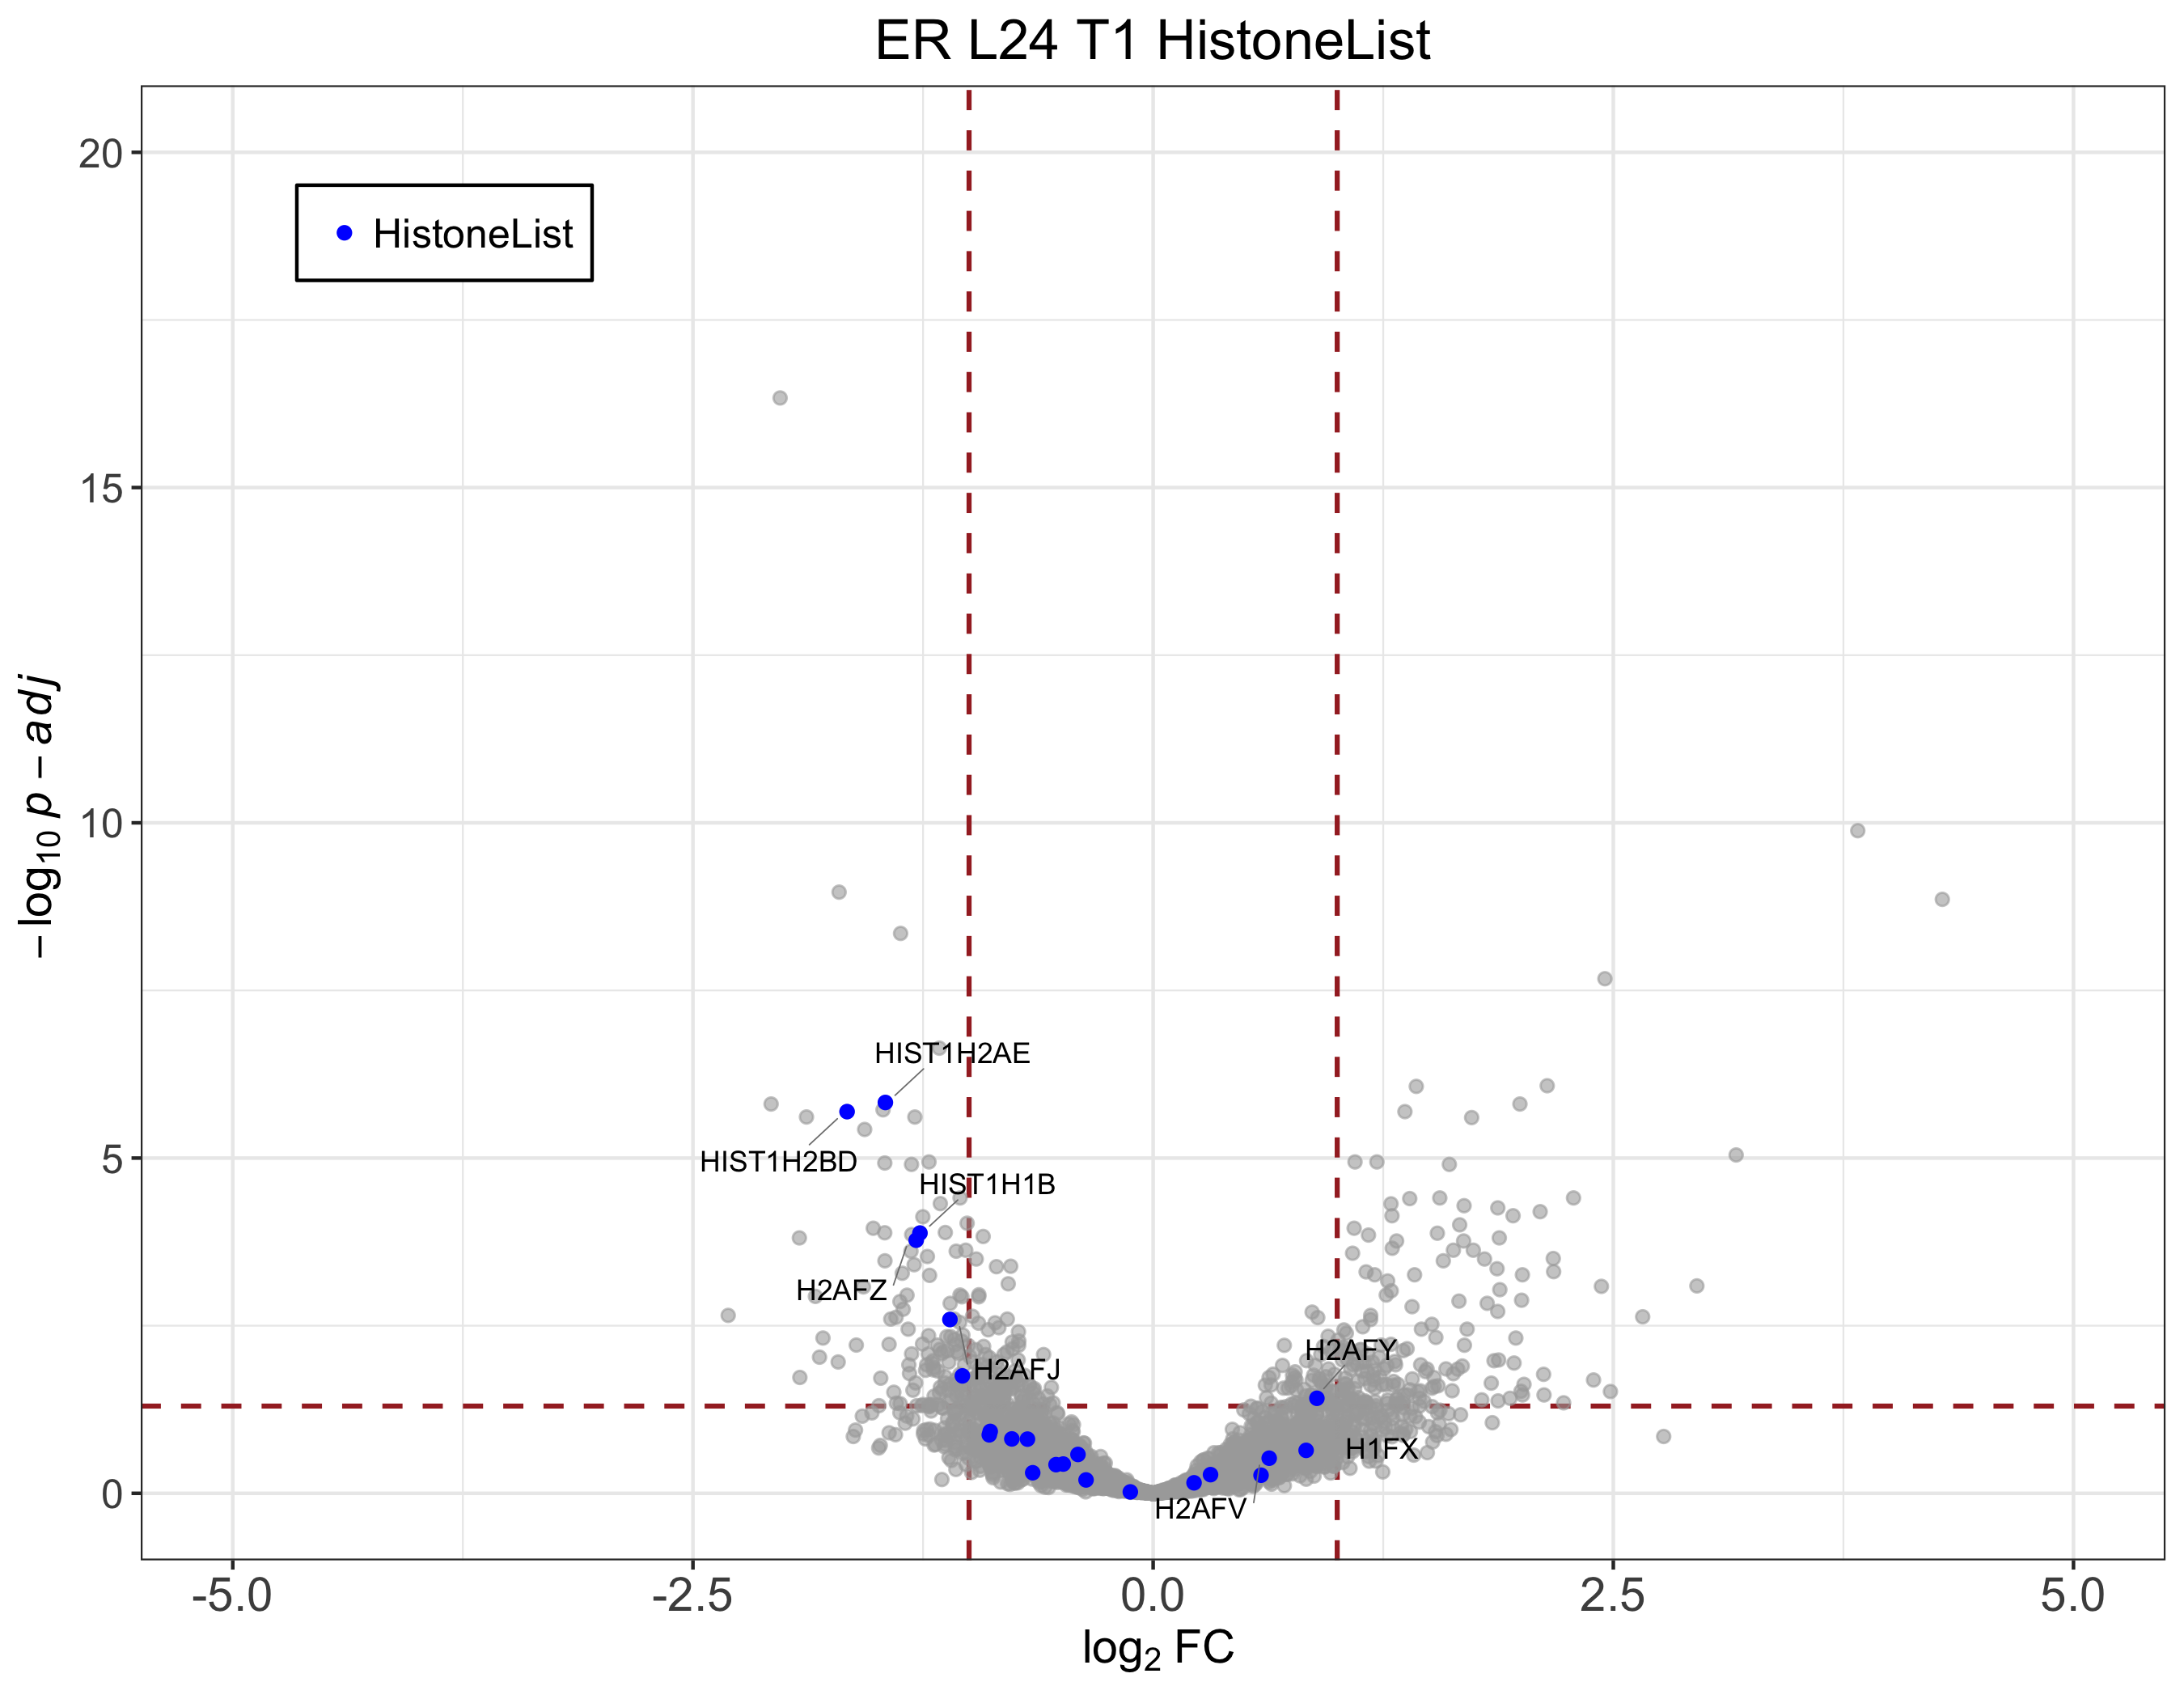 ER L24 T1 HistoneList
HistoneList
20
15
10
5
0
−log10 p − adj
HIST1H2AE
HIST1H2BD
HIST1H1B
H2AFZ
H2AFJ
H2AFY
H1FX
H2AFV
-5.0 -2.5 0.0 2.5 5.0
log2 FC